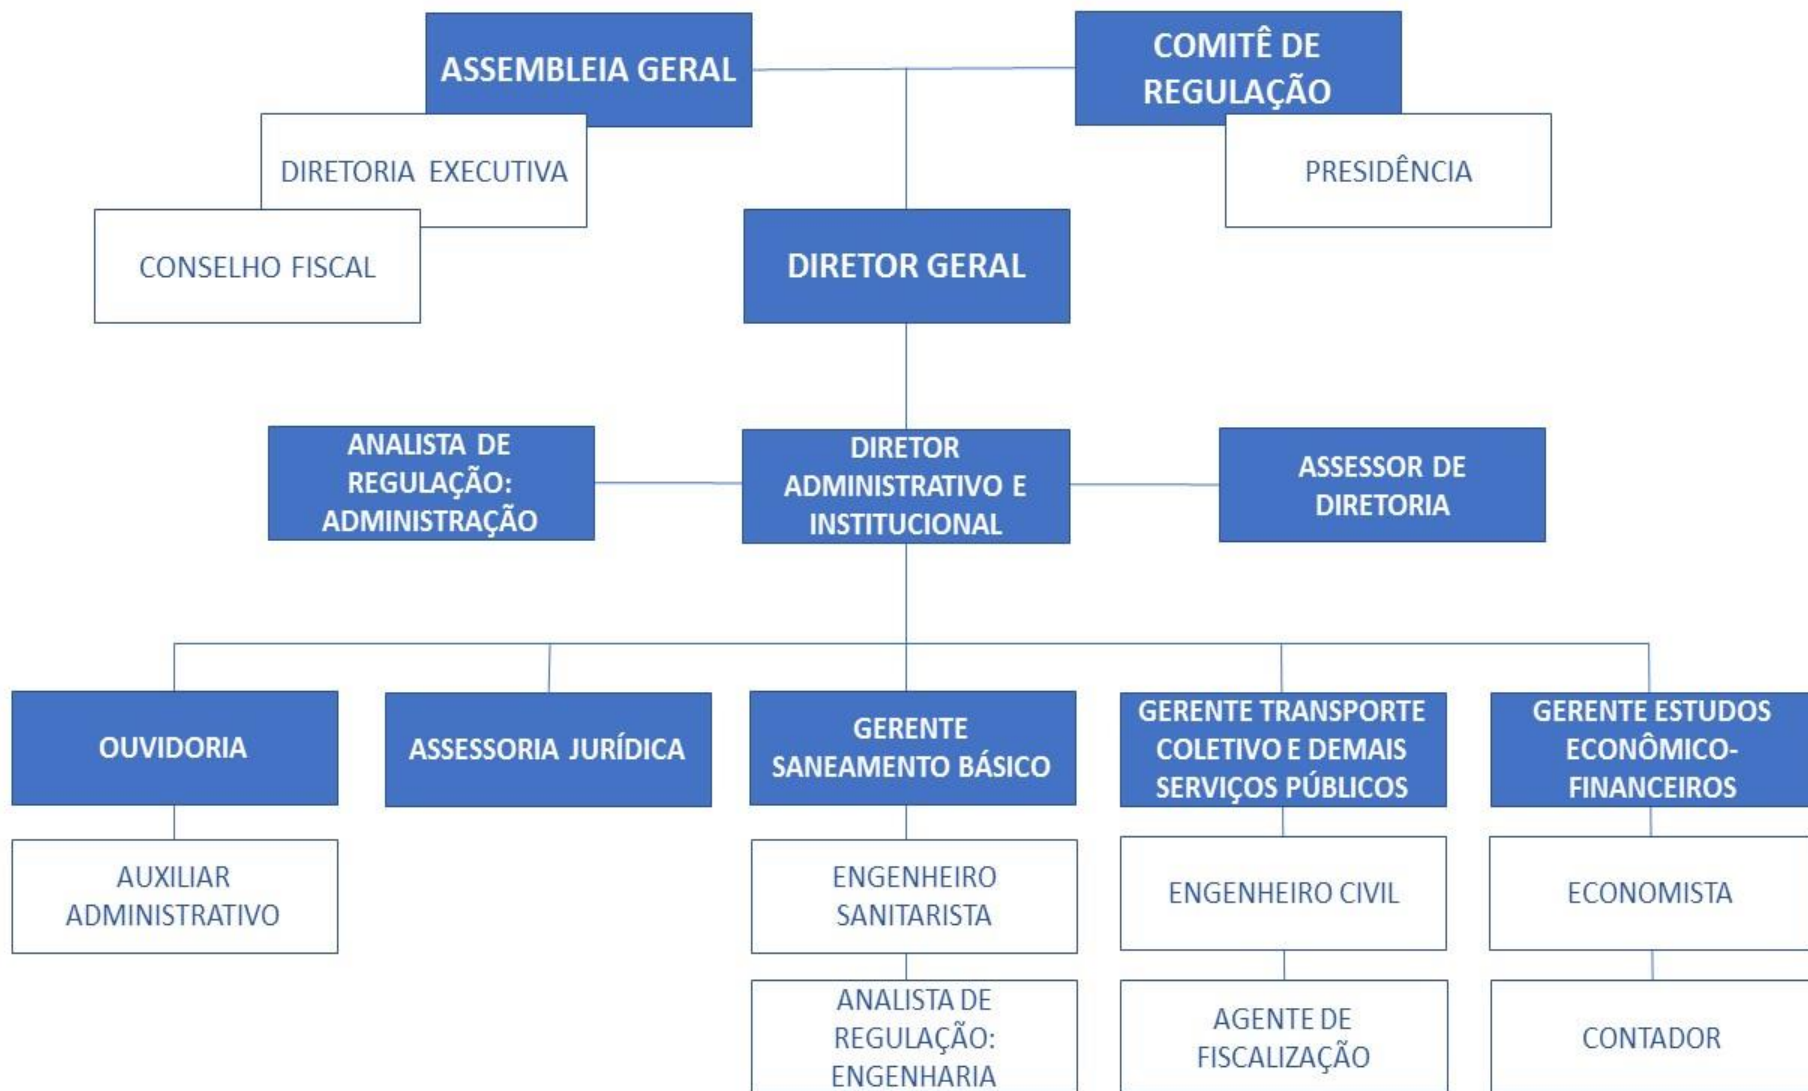 ASSEMBLEIA GERAL
COMITÊ DE
REGULAÇÃO
DIRETORIA EXECUTIVA
PRESIDÊNCIA
CONSELHO FISCAL
DIRETOR GERAL
ANALISTA DE
REGULAÇÃO:
ADMINISTRAÇÃO
DIRETOR
ADMINISTRATIVO E
INSTITUCIONAL
ASSESSOR DE
DIRETORIA
OUVIDORIA
ASSESSORIA JURÍDICA
GERENTE
SANEAMENTO BÁSICO
GERENTE TRANSPORTE
COLETIVO E DEMAIS
SERVIÇOS PÚBLICOS
GERENTE ESTUDOS
ECONÔMICO-
FINANCEIROS
AUXILIAR
ADMINISTRATIVO
ENGENHEIRO
SANITARISTA
ENGENHEIRO CIVIL
ECONOMISTA
ANALISTA DE
REGULAÇÃO:
ENGENHARIA
AGENTE DE
FISCALIZAÇÃO
CONTADOR